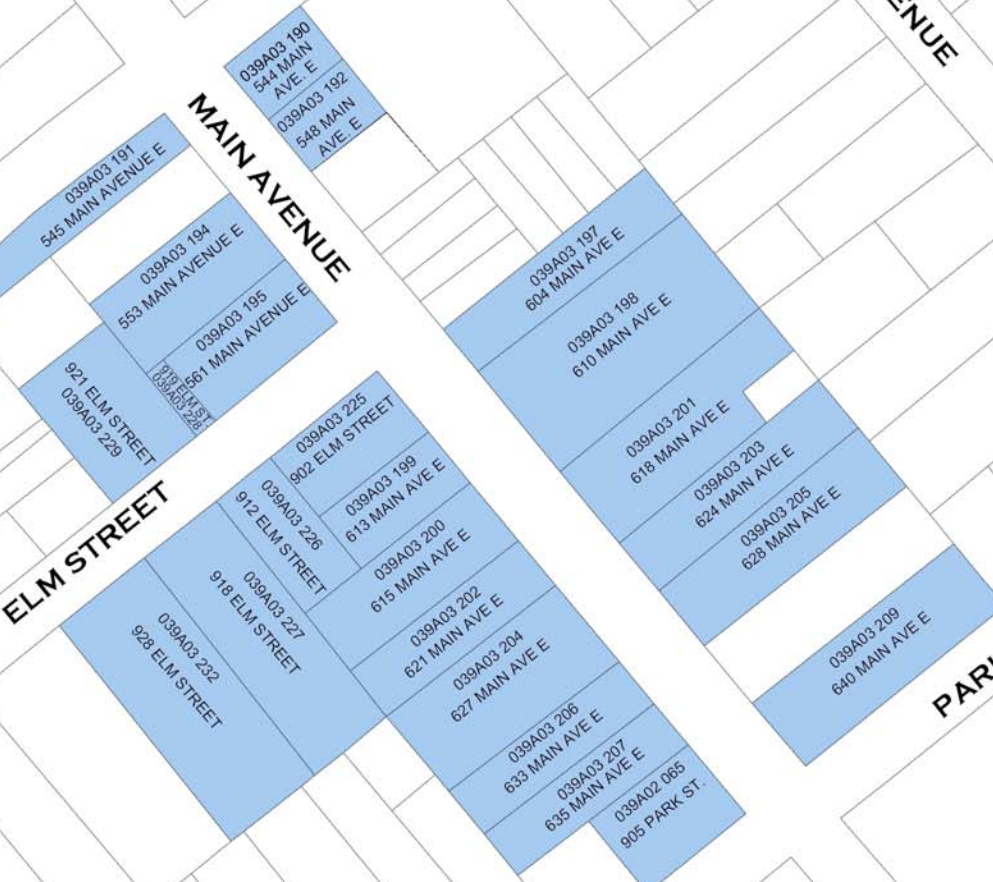 039A03 190
544 MAIN
AVE. E
039A03 192
548 MAIN
AVE. E
ENUE
MAIN AVENUE
039A03 191
545 MAIN AVENUE E
039A03 194
553 MAIN AVENUE E
039A03 195
561 MAIN AVENUE E
919 ELM ST.
039A03 228
921 ELM STREET
039A03 229
039A03 197
604 MAIN AVE E
039A03 198
610 MAIN AVE E
039A03 201
618 MAIN AVE E
039A03 203
624 MAIN AVE E
039A03 205
628 MAIN AVE E
039A03 209
640 MAIN AVE E
ELM STREET
039A03 225
902 ELM STREET
039A03 199
613 MAIN AVE E
039A03 226
912 ELM STREET
039A03 200
615 MAIN AVE E
039A03 227
918 ELM STREET
039A03 232
928 ELM STREET
039A03 202
621 MAIN AVE E
039A03 204
627 MAIN AVE E
039A03 206
633 MAIN AVE E
039A03 207
635 MAIN AVE E
039A02 065
905 PARK ST.
PARK